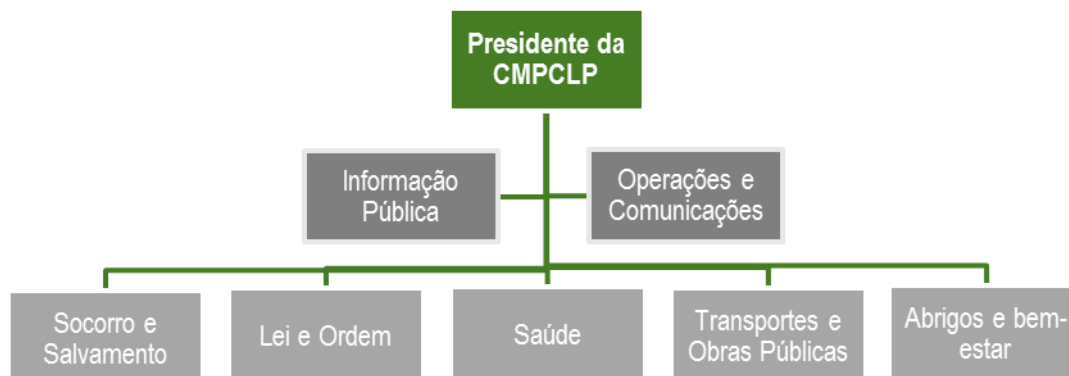 Presidente da
CMPCLP
Informação
Pública
Operações e
Comunicações
Socorro e
Salvamento
Lei e Ordem
Saúde
Transportes e
Obras Públicas
Abrigos e bem-
estar